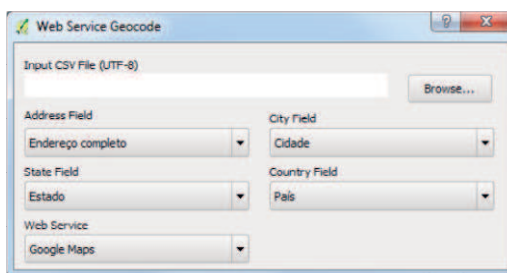 Web Service Geocode
Input CSV File (UTF-8)
Browse...
Address Field City Field
Endereço completo Cidade
State Field Country Field
Estado País
Web Service
Google Maps